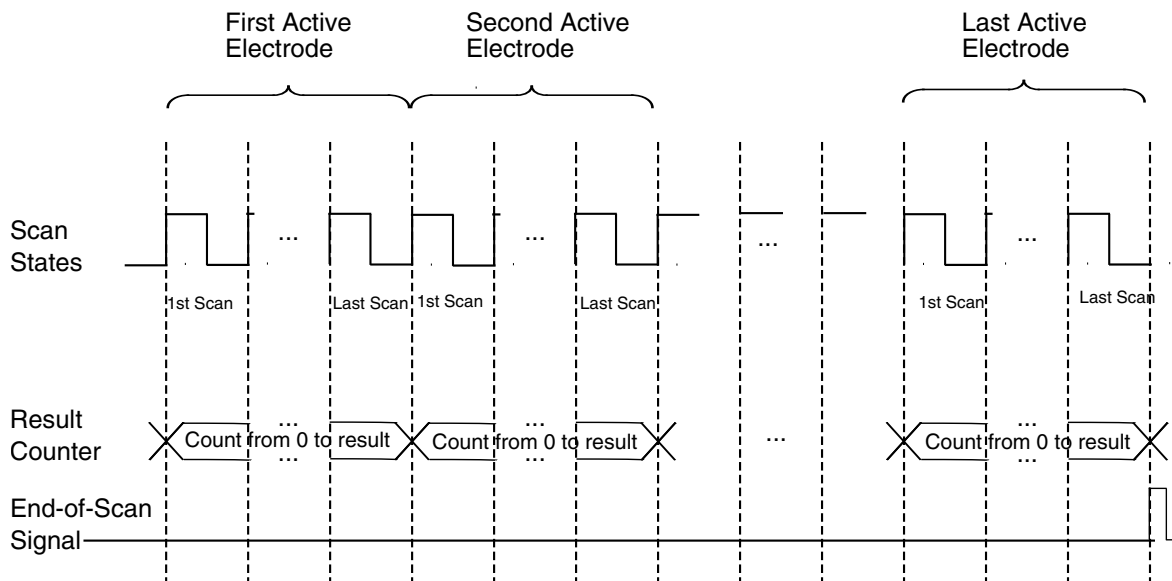 First Active
Electrode
Second Active
Electrode
Last Active
Electrode
Scan
States
...
...
...
...
1st Scan
Last Scan
1st Scan
Last Scan
1st Scan
Last Scan
Result
Counter
...
Count from 0 to result
...
...
Count from 0 to result
...
...
...
Count from 0 to result
...
End-of-Scan
Signal